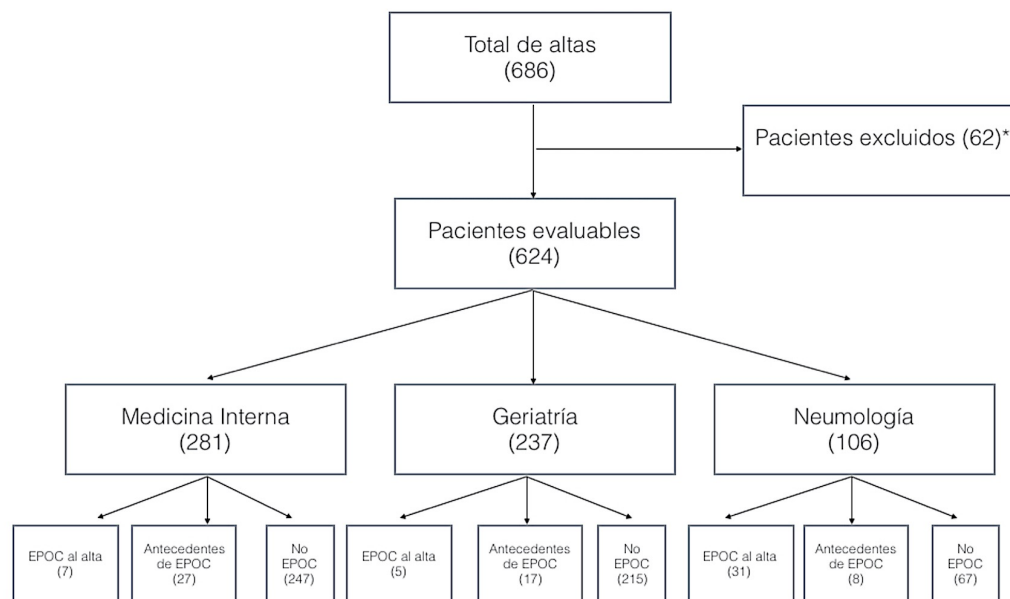 Total de altas
(686)
Pacientes excluidos (62)*
Pacientes evaluables
(624)
Medicina Interna
(281)
Geriatría
(237)
Neumología
(106)
EPOC al alta
(7)
Antecedentes
de EPOC
(27)
No
EPOC
(247)
EPOC al alta
(5)
Antecedentes
de EPOC
(17)
No
EPOC
(215)
EPOC al alta
(31)
Antecedentes
de EPOC
(8)
No
EPOC
(67)